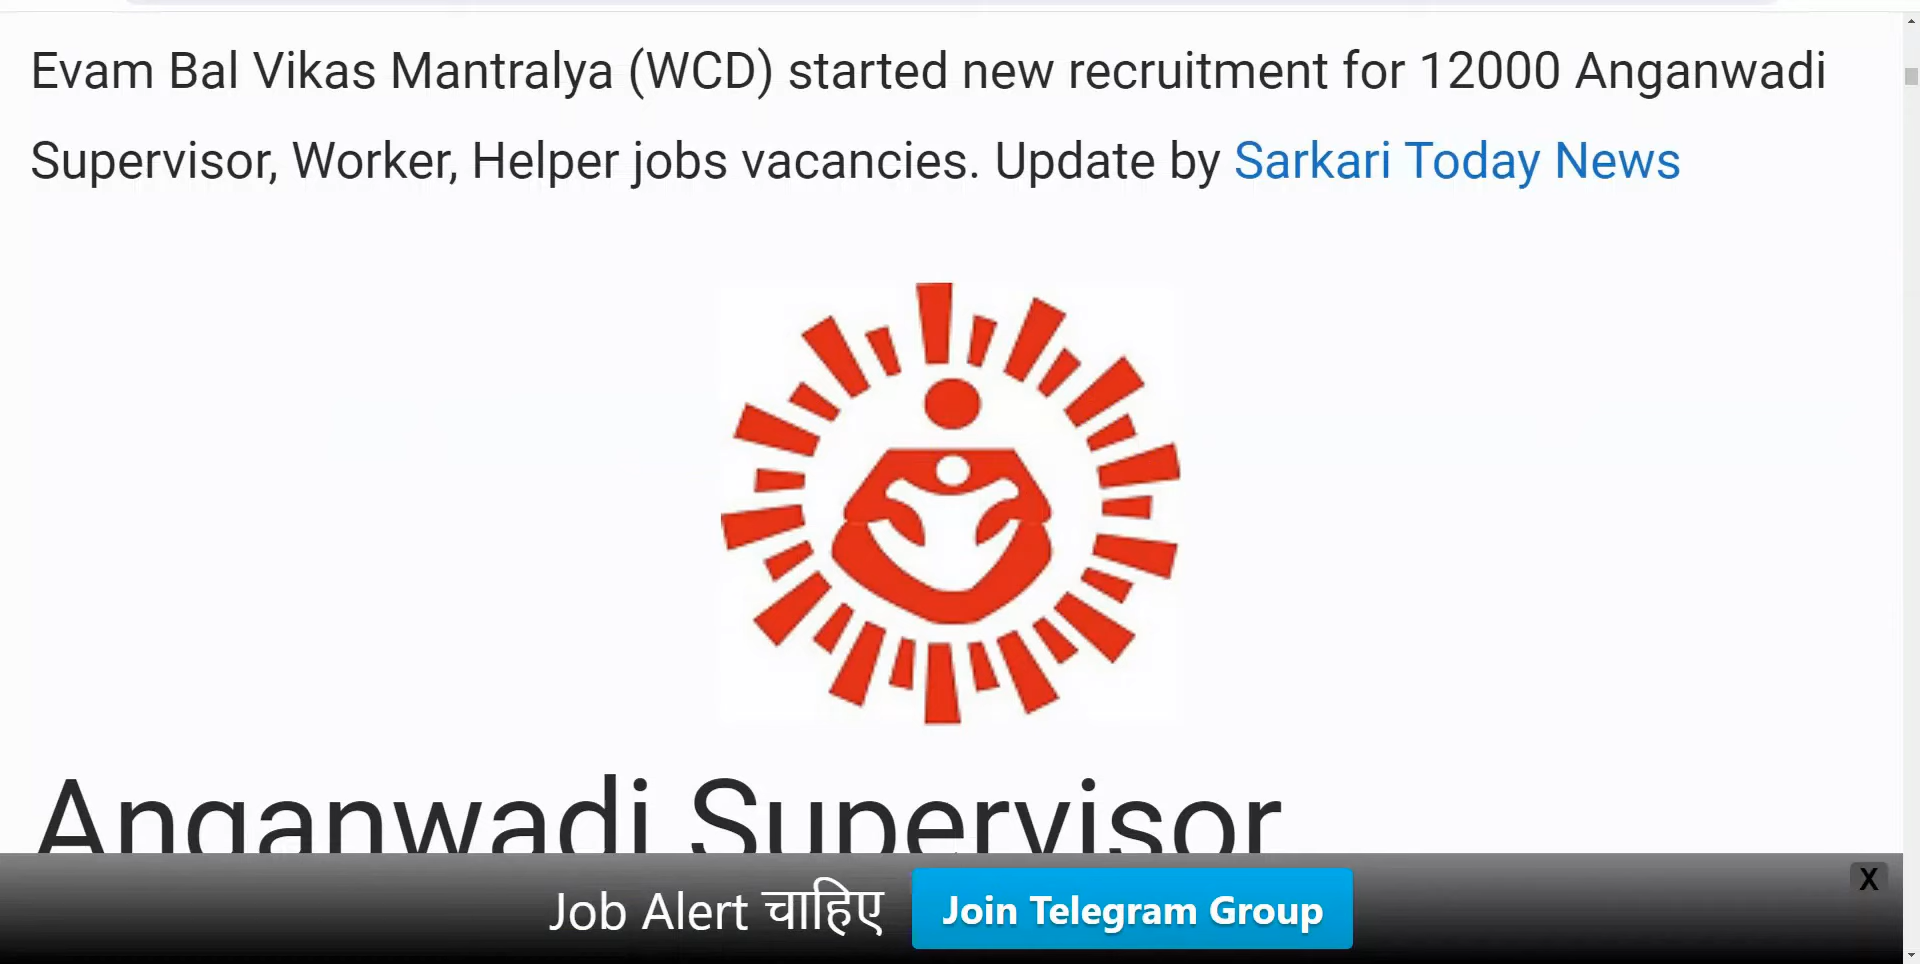 Evam Bal Vikas Mantralya (WCD) started new recruitment for 12000 Anganwadi
Supervisor, Worker, Helper jobs vacancies. Update by Sarkari Today News
Anganwadi Supervisor
Job Alert चाहिए Join Telegram Group
X